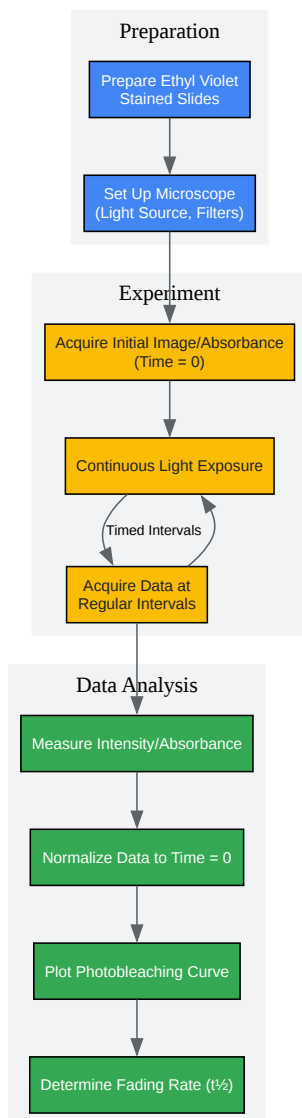 Preparation
Prepare Ethyl Violet
Stained Slides
Set Up Microscope
(Light Source, Filters)
Experiment
Acquire Initial Image/Absorbance
(Time = 0)
Continuous Light Exposure
Timed Intervals
Acquire Data at
Regular Intervals
Data Analysis
Measure Intensity/Absorbance
Normalize Data to Time = 0
Plot Photobleaching Curve
Determine Fading Rate (t½)